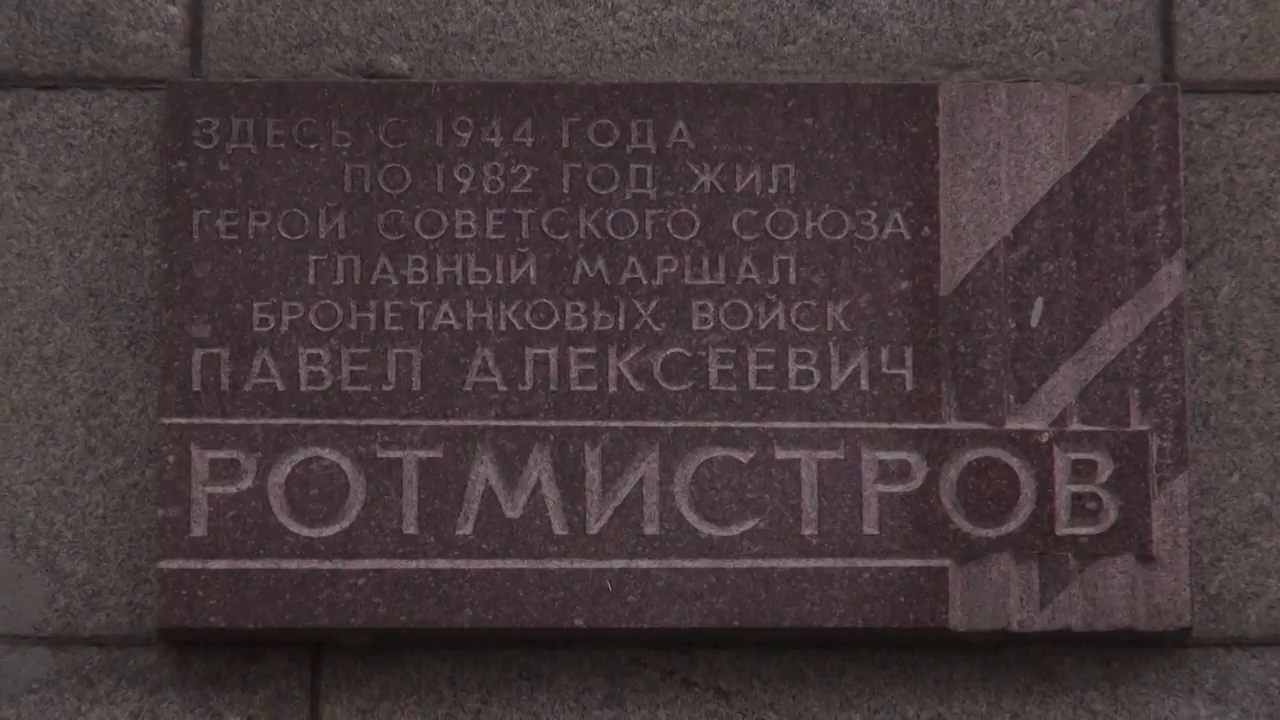 ЗДЕСЬ С 1944 ГОДА
ПО 1982 ГОД ЖИЛ
ГЕРОЙ СОВЕТСКОГО СОЮЗА
ГЛАВНЫЙ МАРШАЛ
БРОНЕТАНКОВЫХ ВОЙСК
ПАВЕЛ АЛЕКСЕЕВИЧ
РОТМИСТРОВ